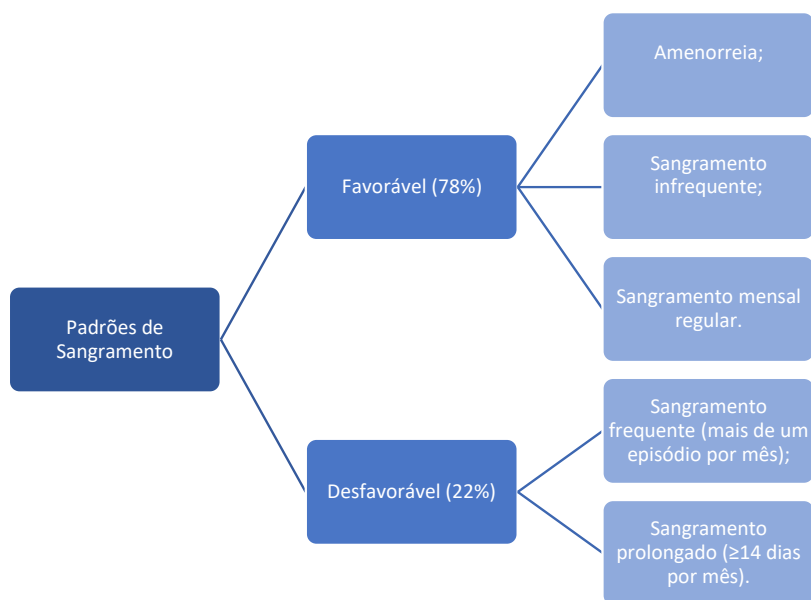 Padrões de
Sangramento
Favorável (78%)
Amenorreia;
Sangramento
infrequente;
Sangramento mensal
regular.
Desfavorável (22%)
Sangramento
frequente (mais de um
episódio por mês);
Sangramento
prolongado (≥14 dias
por mês).